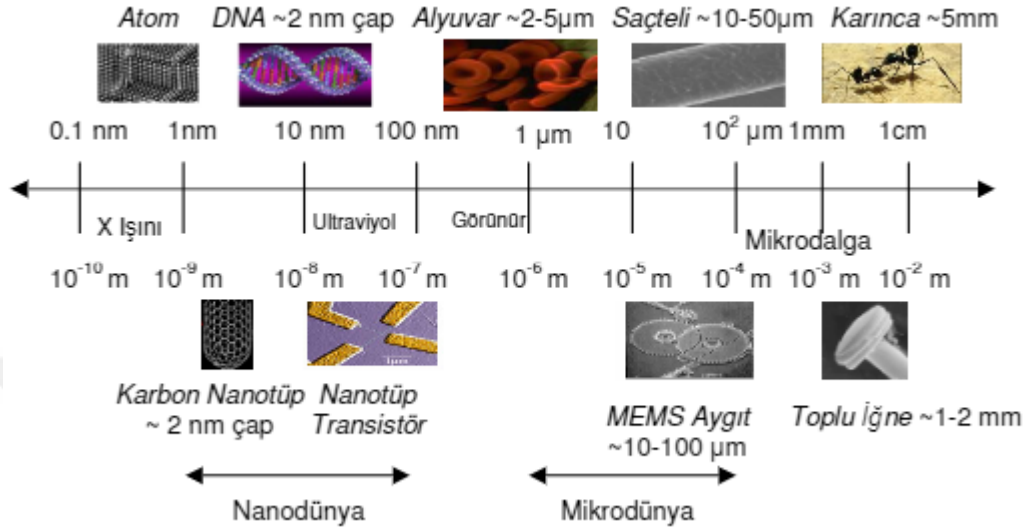 Atom DNA ~2 nm çap Alyuvar ~2-5µm Saçteli ~10-50µm Karınca ~5mm
0.1 nm 1nm 10 nm 100 nm 1 µm 10 10² µm 1mm 1cm
X Işını Ultraviyol Görünür
Mikrodalga
10⁻¹⁰ m 10⁻⁹ m 10⁻⁸ m 10⁻⁷ m 10⁻⁶ m 10⁻⁵ m 10⁻⁴ m 10⁻³ m 10⁻² m
1µm
Karbon Nanotüp
~ 2 nm çap
Nanotüp
Transistör
MEMS Aygıt
~10-100 µm
Toplu İğne ~1-2 mm
Nanodünya Mikrodünya